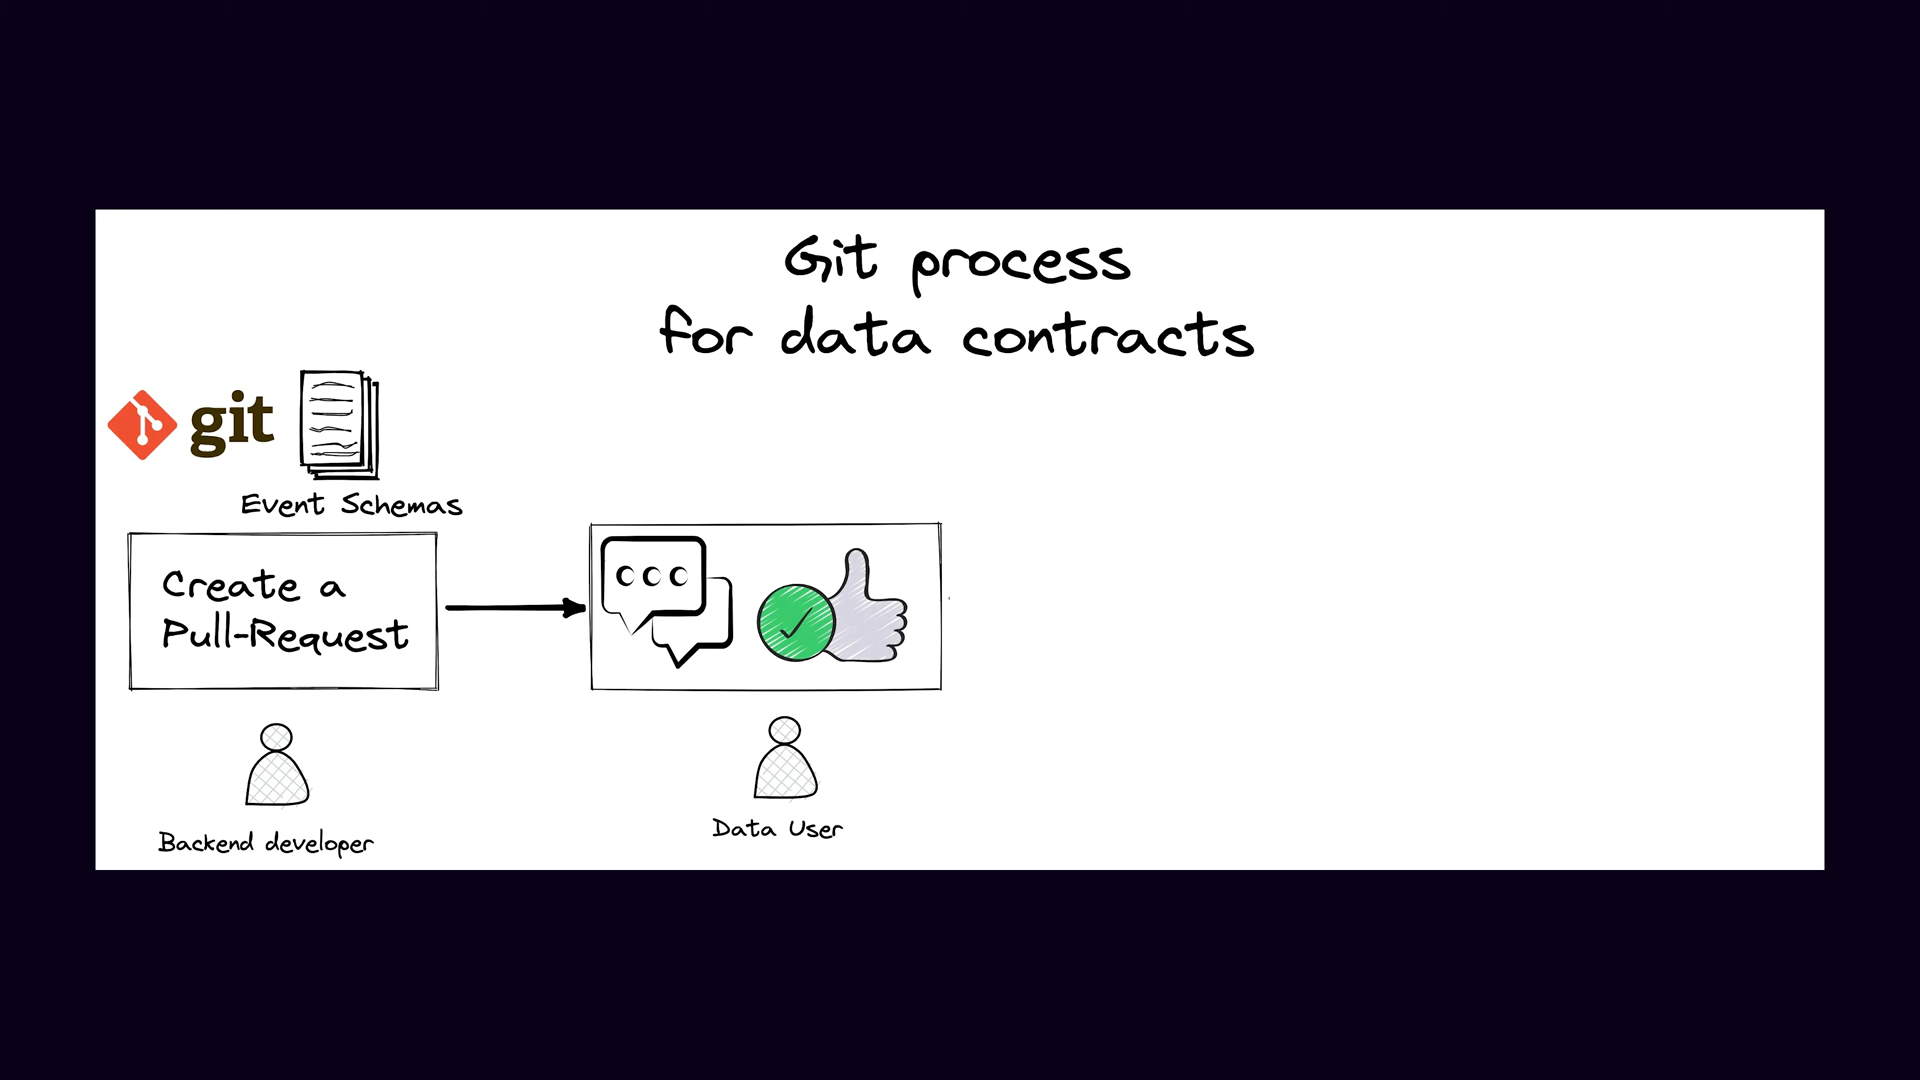 Git process
for data contracts
git
Event Schemas
Create a
Pull-Request
Backend developer
Data User